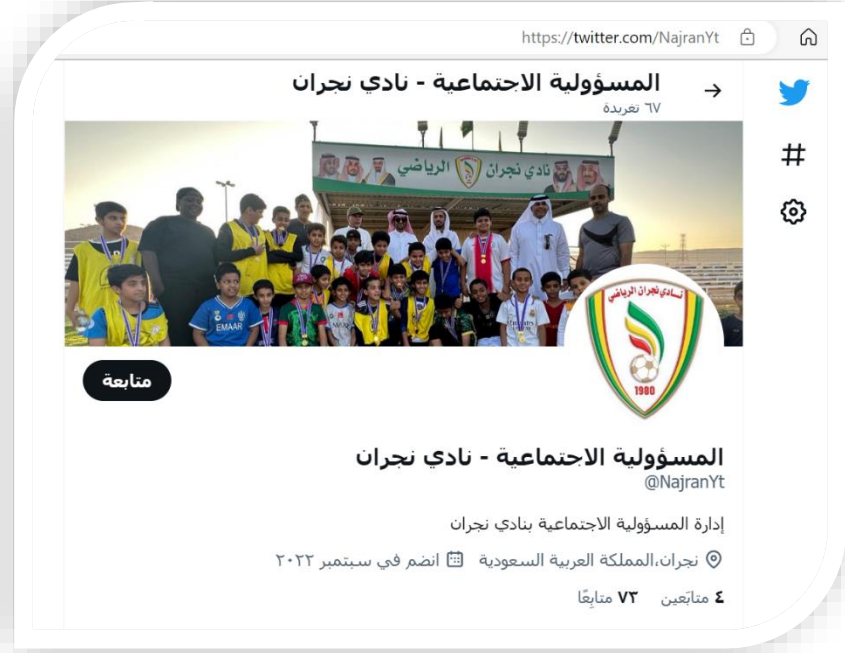 https://twitter.com/NajranYt
المسؤولية الاجتماعية - نادي نجران
٦٧ تغريدة
نادي نجران الرياضي
EMAAR
نادي نجران الرياضي
1980
متابعة
المسؤولية الاجتماعية - نادي نجران
@NajranYt
إدارة المسؤولية الاجتماعية بنادي نجران
نجران،المملكة العربية السعودية انضم في سبتمبر ٢٠٢٢
٤ متابَعين ٧٣ متابِعًا